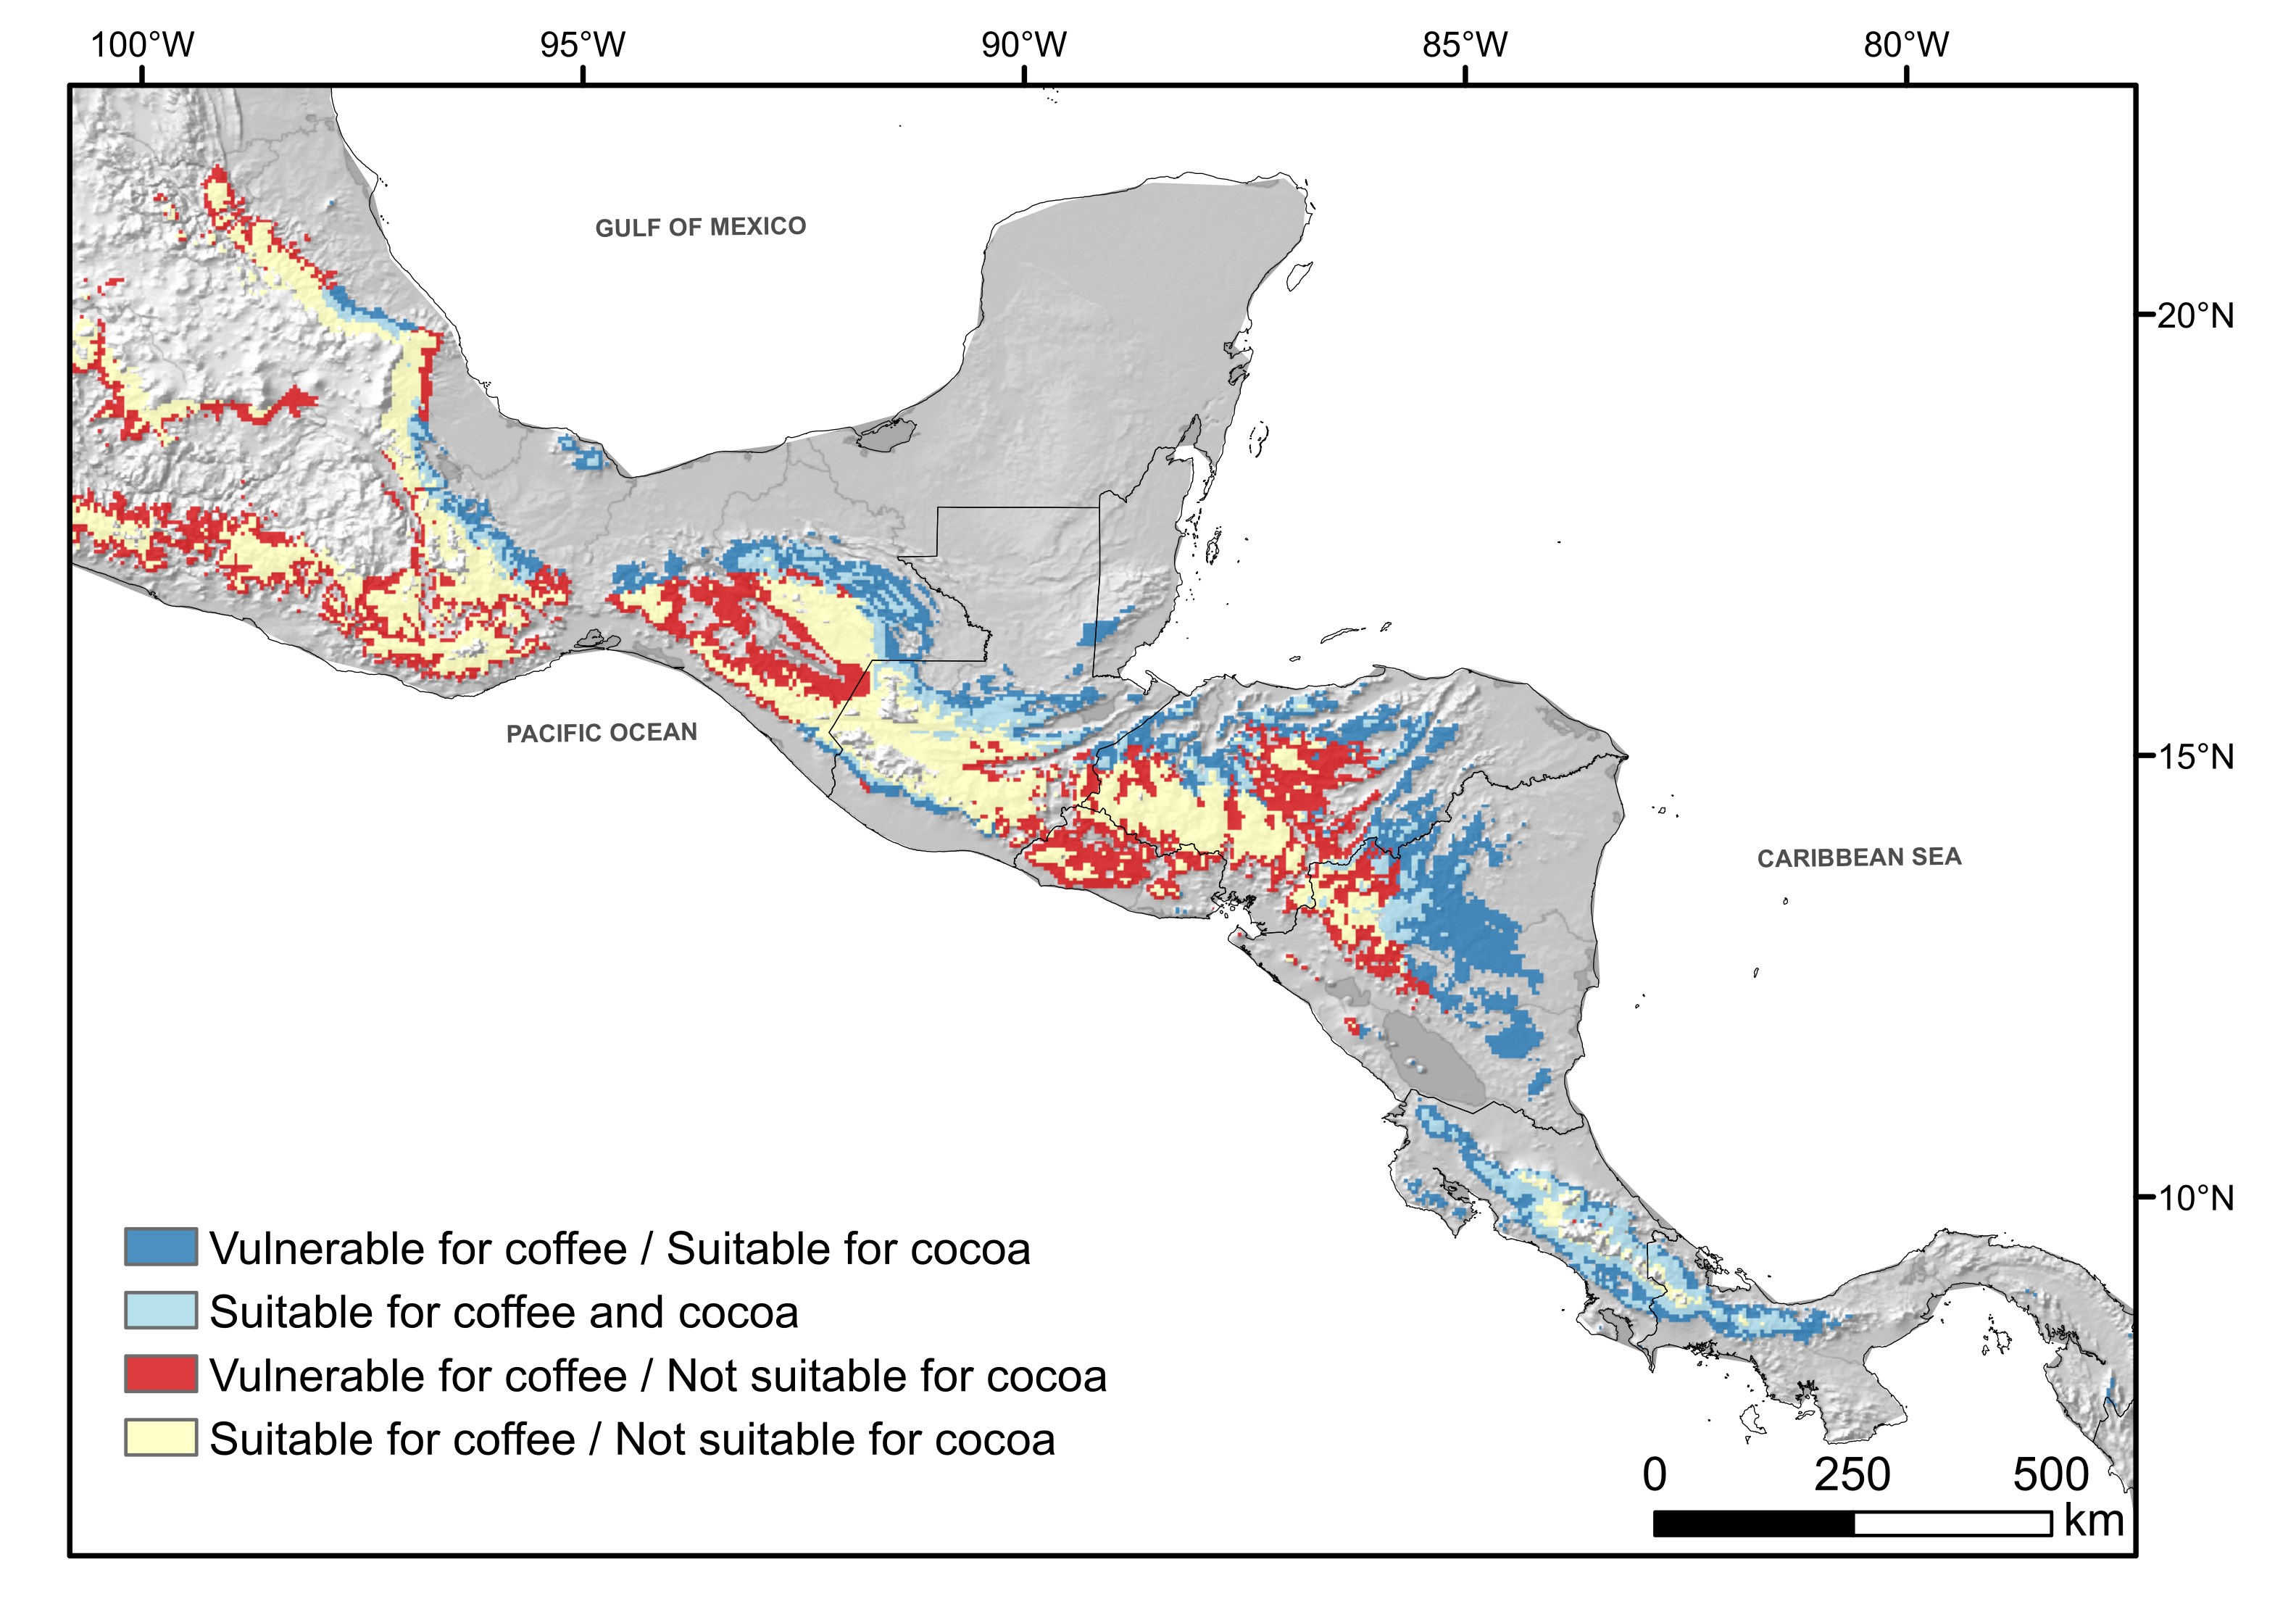 100°W 95°W 90°W 85°W 80°W
GULF OF MEXICO
20°N
PACIFIC OCEAN
15°N
CARIBBEAN SEA
10°N
Vulnerable for coffee / Suitable for cocoa
Suitable for coffee and cocoa
Vulnerable for coffee / Not suitable for cocoa
Suitable for coffee / Not suitable for cocoa
0 250 500
km